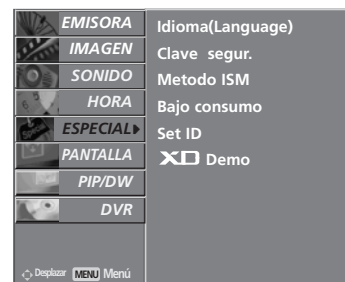 EMISORA
IMAGEN
SONIDO
HORA
ESPECIAL
PANTALLA
PIP/DW
DVR
Idioma(Language)
Clave segur.
Metodo ISM
Bajo consumo
Set ID
XD Demo
Desplazar MENU Menú